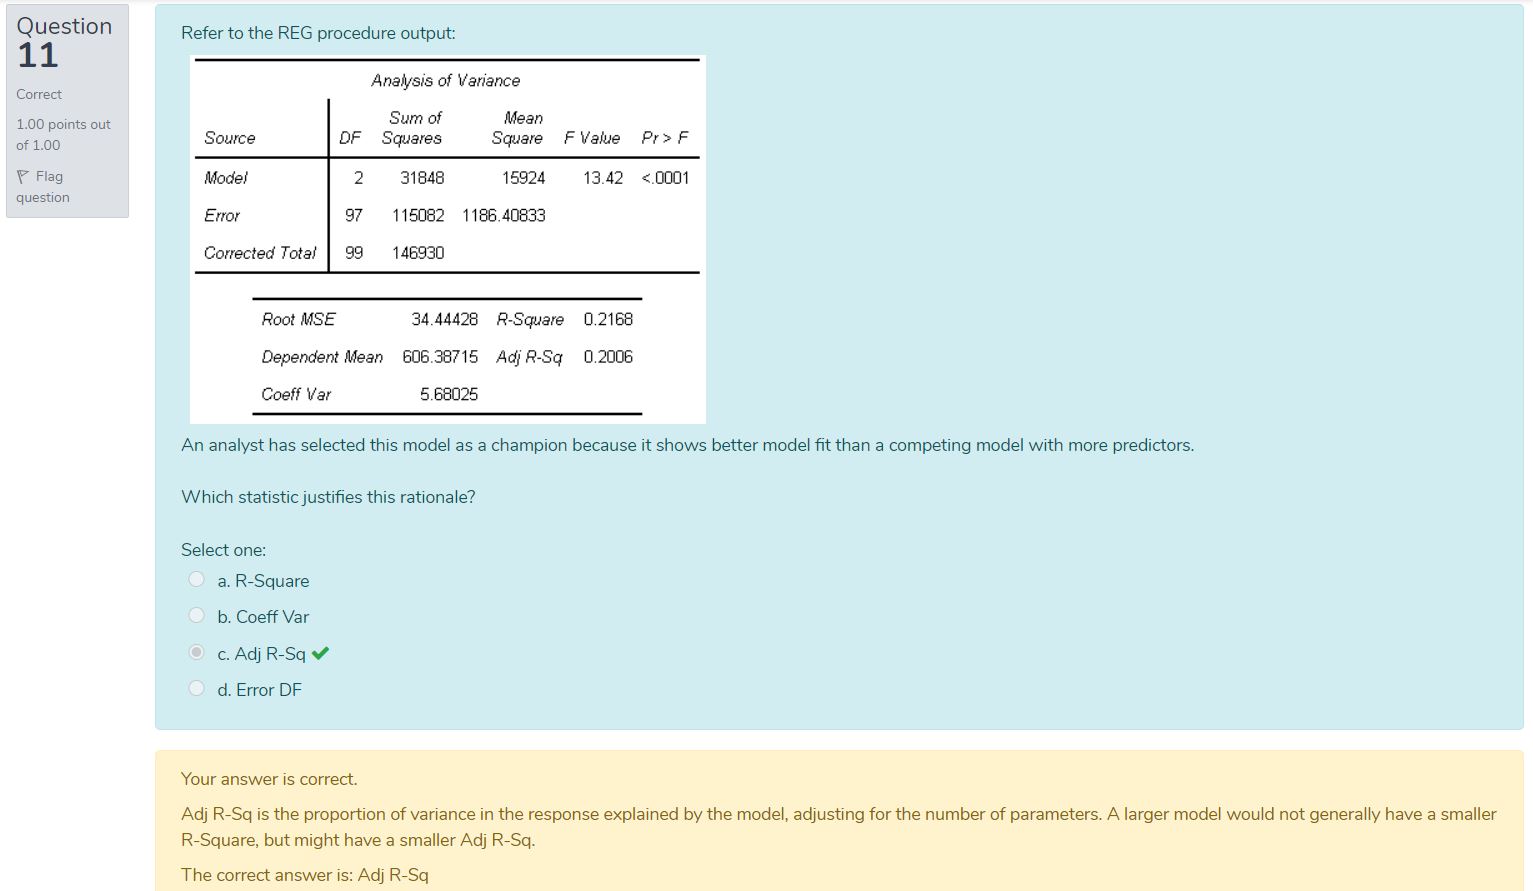 Question
11
Correct
1.00 points out
of 1.00
Flag
question
Refer to the REG procedure output:
Analysis of Variance
Source DF Sum of Squares Mean Square F Value Pr > F
Model 2 31848 15924 13.42 <.0001
Error 97 115082 1186.40833
Corrected Total 99 146930
Root MSE 34.44428 R-Square 0.2168
Dependent Mean 606.38715 Adj R-Sq 0.2006
Coeff Var 5.68025
An analyst has selected this model as a champion because it shows better model fit than a competing model with more predictors.
Which statistic justifies this rationale?
Select one:
a. R-Square
b. Coeff Var
c. Adj R-Sq
d. Error DF
Your answer is correct.
Adj R-Sq is the proportion of variance in the response explained by the model, adjusting for the number of parameters. A larger model would not generally have a smaller
R-Square, but might have a smaller Adj R-Sq.
The correct answer is: Adj R-Sq